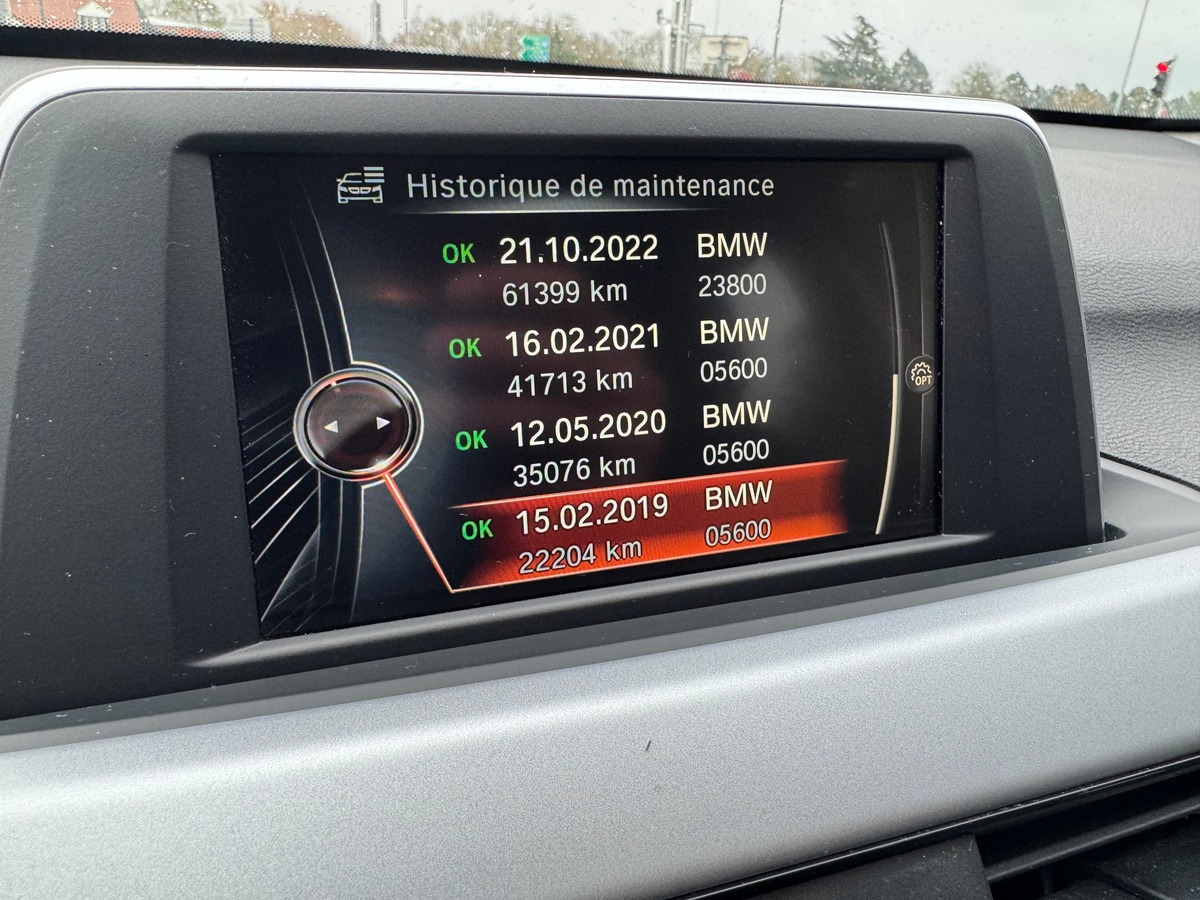 Historique de maintenance
OK 21.10.2022 BMW
61399 km 23800
OK 16.02.2021 BMW
41713 km 05600
OK 12.05.2020 BMW
35076 km 05600
OK 15.02.2019 BMW
22204 km 05600
OPT